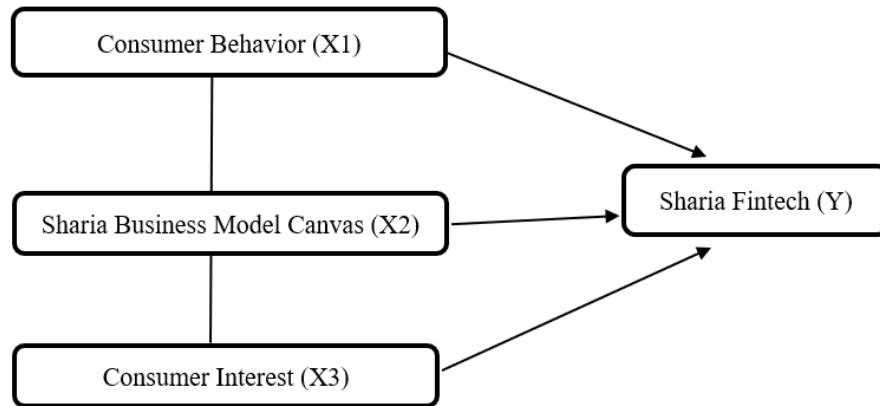 Consumer Behavior (X1)
Sharia Business Model Canvas (X2)
Sharia Fintech (Y)
Consumer Interest (X3)